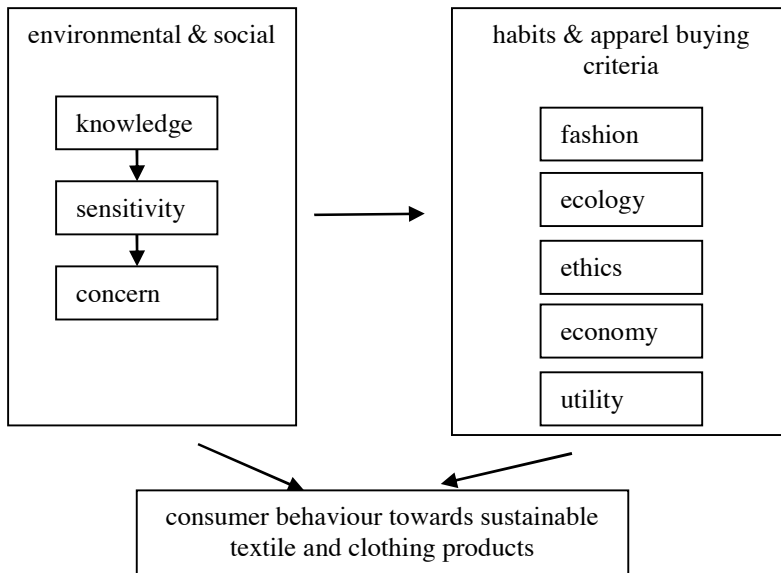 environmental & social
knowledge
sensitivity
concern
habits & apparel buying
criteria
fashion
ecology
ethics
economy
utility
consumer behaviour towards sustainable
textile and clothing products